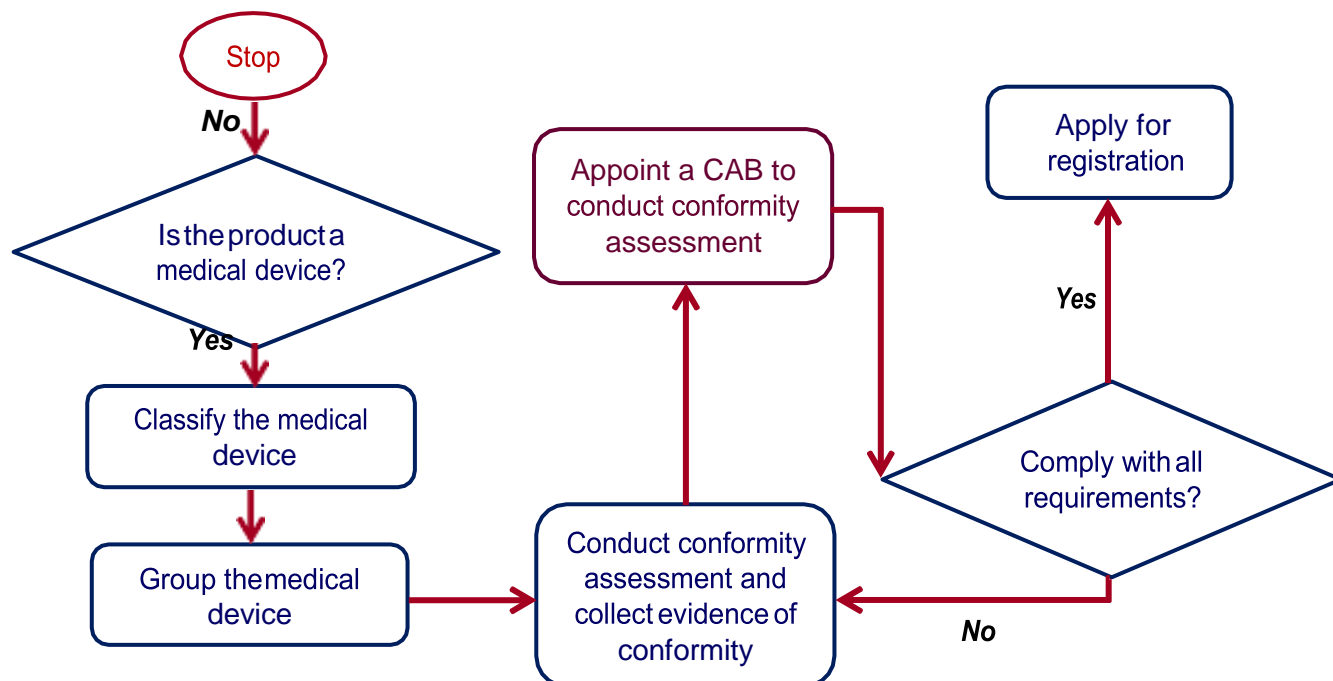 Stop
No
Is the product a
medical device?
Yes
Classify the medical
device
Group the medical
device
Appoint a CAB to
conduct conformity
assessment
Conduct conformity
assessment and
collect evidence of
conformity
Apply for
registration
Yes
Comply with all
requirements?
No